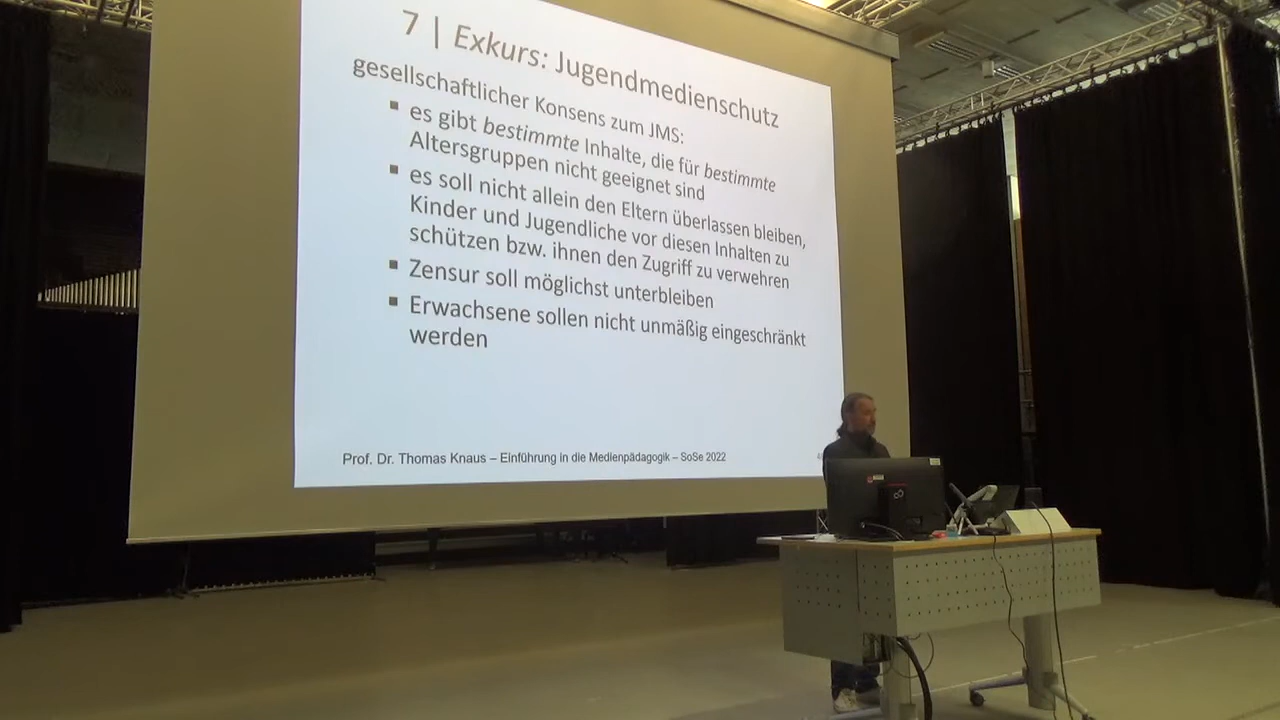 7 | Exkurs: Jugendmedienschutz
gesellschaftlicher Konsens zum JMS:
▪ es gibt bestimmte Inhalte, die für bestimmte
Altersgruppen nicht geeignet sind
▪ es soll nicht allein den Eltern überlassen bleiben,
Kinder und Jugendliche vor diesen Inhalten zu
schützen bzw. ihnen den Zugriff zu verwehren
▪ Zensur soll möglichst unterbleiben
▪ Erwachsene sollen nicht unmäßig eingeschränkt
werden
Prof. Dr. Thomas Knaus – Einführung in die Medienpädagogik – SoSe 2022